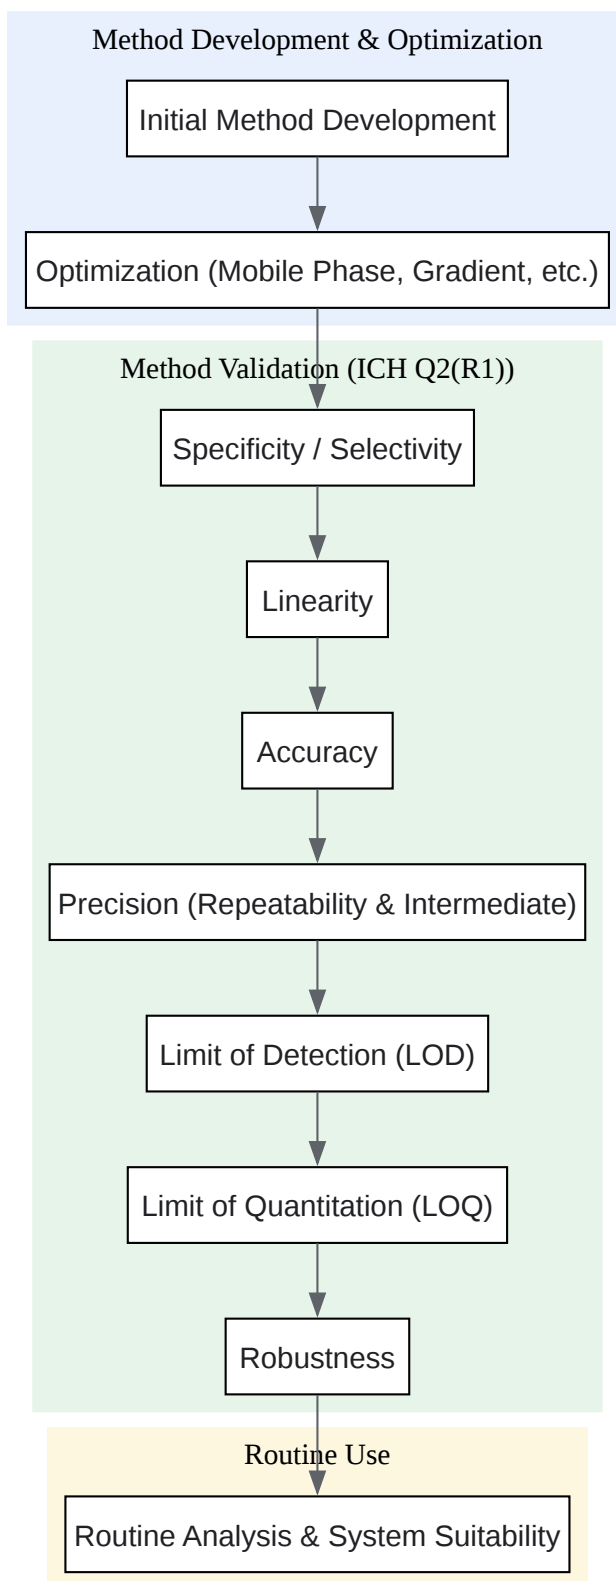 Method Development & Optimization
Initial Method Development
Optimization (Mobile Phase, Gradient, etc.)
Method Validation (ICH Q2(R1))
Specificity / Selectivity
Linearity
Accuracy
Precision (Repeatability & Intermediate)
Limit of Detection (LOD)
Limit of Quantitation (LOQ)
Robustness
Routine Use
Routine Analysis & System Suitability